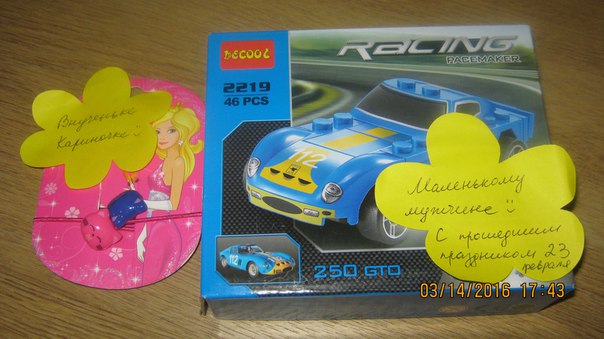 Внученьке
Кариночке
DECOOL
2219
46 PCS
RACING
PACEMAKER
112
112
250 GTO
Маленькому
мужчине
С прошедшим
праздником 23
февраля
03/14/2016 17:43